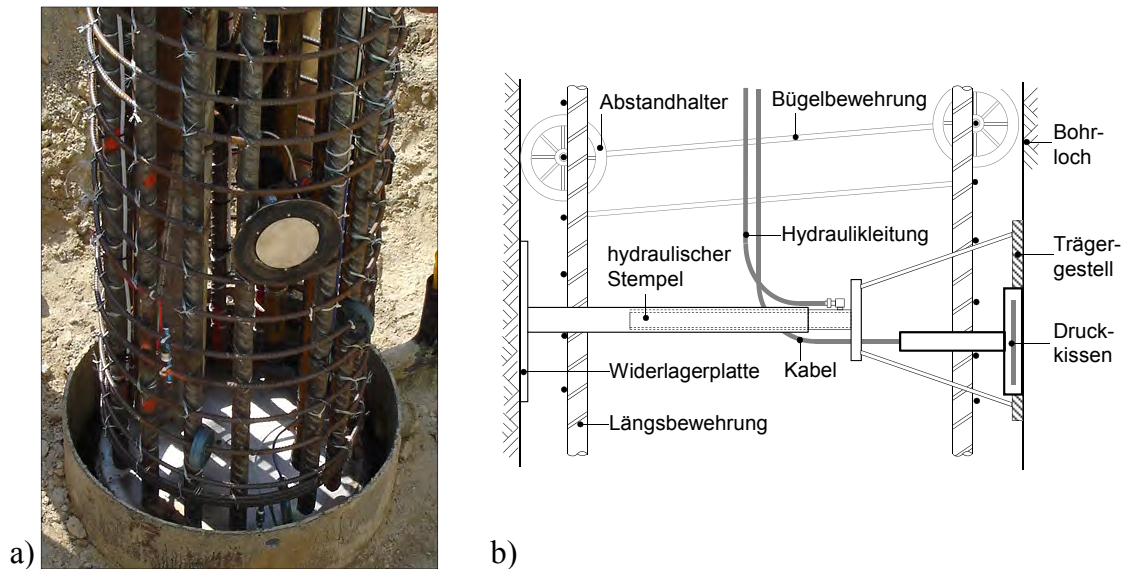 a)
b)
Abstandhalter
Bügelbewehrung
Bohr-
loch
Hydraulikleitung
hydraulischer
Stempel
Träger-
gestell
Druck-
kissen
Kabel
Widerlagerplatte
Längsbewehrung